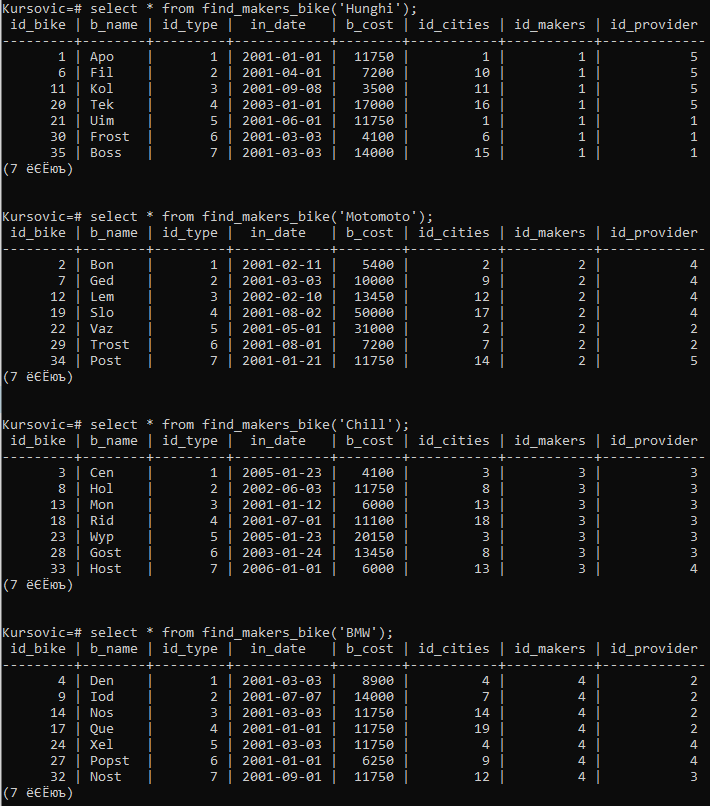 Kursovic=# select * from find_makers_bike('Hunghi');
 id_bike | b_name | id_type |  in_date   | b_cost | id_cities | id_makers | id_provider
---------+--------+---------+------------+--------+-----------+-----------+-------------
       1 | Apo    |       1 | 2001-01-01 |  11750 |         1 |         1 |           5
       6 | Fil    |       2 | 2001-04-01 |   7200 |        10 |         1 |           5
      11 | Kol    |       3 | 2001-09-08 |   3500 |        11 |         1 |           5
      20 | Tek    |       4 | 2003-01-01 |  17000 |        16 |         1 |           5
      21 | Uim    |       5 | 2001-06-01 |  11750 |         1 |         1 |           1
      30 | Frost  |       6 | 2001-03-03 |   4100 |         6 |         1 |           1
      35 | Boss   |       7 | 2001-03-03 |  14000 |        15 |         1 |           1
(7 ёЄЁюъ)
Kursovic=# select * from find_makers_bike('Motomoto');
 id_bike | b_name | id_type |  in_date   | b_cost | id_cities | id_makers | id_provider
---------+--------+---------+------------+--------+-----------+-----------+-------------
       2 | Bon    |       1 | 2001-02-11 |   5400 |         2 |         2 |           4
       7 | Ged    |       2 | 2001-03-03 |  10000 |         9 |         2 |           4
      12 | Lem    |       3 | 2002-02-10 |  13450 |        12 |         2 |           4
      19 | Slo    |       4 | 2001-08-02 |  50000 |        17 |         2 |           4
      22 | Vaz    |       5 | 2001-05-01 |  31000 |         2 |         2 |           2
      29 | Trost  |       6 | 2001-08-01 |   7200 |         7 |         2 |           2
      34 | Post   |       7 | 2001-01-21 |  11750 |        14 |         2 |           5
(7 ёЄЁюъ)
Kursovic=# select * from find_makers_bike('Chill');
 id_bike | b_name | id_type |  in_date   | b_cost | id_cities | id_makers | id_provider
---------+--------+---------+------------+--------+-----------+-----------+-------------
       3 | Cen    |       1 | 2005-01-23 |   4100 |         3 |         3 |           3
       8 | Hol    |       2 | 2002-06-03 |  11750 |         8 |         3 |           3
      13 | Mon    |       3 | 2001-01-12 |   6000 |        13 |         3 |           3
      18 | Rid    |       4 | 2001-07-01 |  11100 |        18 |         3 |           3
      23 | Wyp    |       5 | 2005-01-23 |  20150 |         3 |         3 |           3
      28 | Gost   |       6 | 2003-01-24 |  13450 |         8 |         3 |           3
      33 | Host   |       7 | 2006-01-01 |   6000 |        13 |         3 |           4
(7 ёЄЁюъ)
Kursovic=# select * from find_makers_bike('BMW');
 id_bike | b_name | id_type |  in_date   | b_cost | id_cities | id_makers | id_provider
---------+--------+---------+------------+--------+-----------+-----------+-------------
       4 | Den    |       1 | 2001-03-03 |   8900 |         4 |         4 |           2
       9 | Iod    |       2 | 2001-07-07 |  14000 |         7 |         4 |           2
      14 | Nos    |       3 | 2001-03-03 |  11750 |        14 |         4 |           2
      17 | Que    |       4 | 2001-01-01 |  11750 |        19 |         4 |           2
      24 | Xel    |       5 | 2001-03-03 |  11750 |         4 |         4 |           2
      27 | Popst  |       6 | 2001-01-01 |   6250 |         9 |         4 |           2
      32 | Nost   |       7 | 2001-09-01 |  11750 |        12 |         4 |           3
(7 ёЄЁюъ)